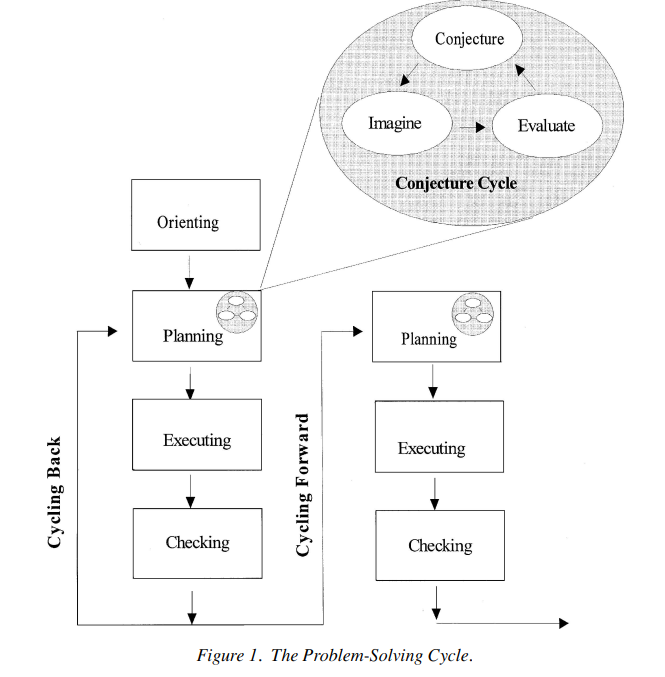 Conjecture
Imagine
Evaluate
Conjecture Cycle
Orienting
Planning
Planning
Executing
Executing
Checking
Checking
Cycling Back
Cycling Forward
Figure 1. The Problem-Solving Cycle.